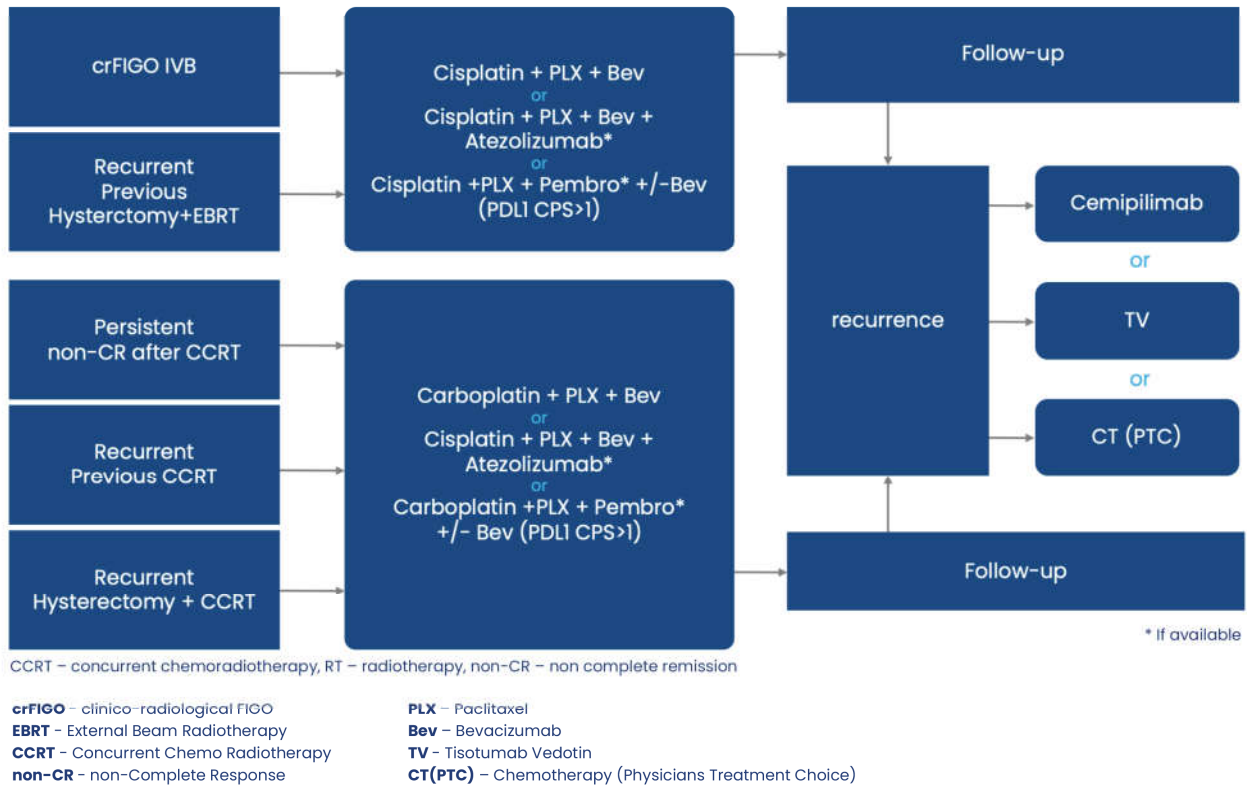 crFIGO IVB
Recurrent
Previous
Hysterctomy+EBRT
Cisplatin + PLX + Bev
or
Cisplatin + PLX + Bev +
Atezolizumab*
or
Cisplatin +PLX + Pembro* +/-Bev
(PDL1 CPS>1)
Follow-up
Persistent
non-CR after CCRT
Recurrent
Previous CCRT
Recurrent
Hysterectomy + CCRT
Carboplatin + PLX + Bev
or
Cisplatin + PLX + Bev +
Atezolizumab*
or
Carboplatin +PLX + Pembro*
+/- Bev (PDL1 CPS>1)
recurrence
Cemipilimab
or
TV
or
CT (PTC)
Follow-up
* If available
CCRT – concurrent chemoradiotherapy, RT – radiotherapy, non-CR – non complete remission
crFIGO - clinico-radiological FIGO
EBRT - External Beam Radiotherapy
CCRT - Concurrent Chemo Radiotherapy
non-CR - non-Complete Response
PLX – Paclitaxel
Bev – Bevacizumab
TV - Tisotumab Vedotin
CT(PTC) – Chemotherapy (Physicians Treatment Choice)